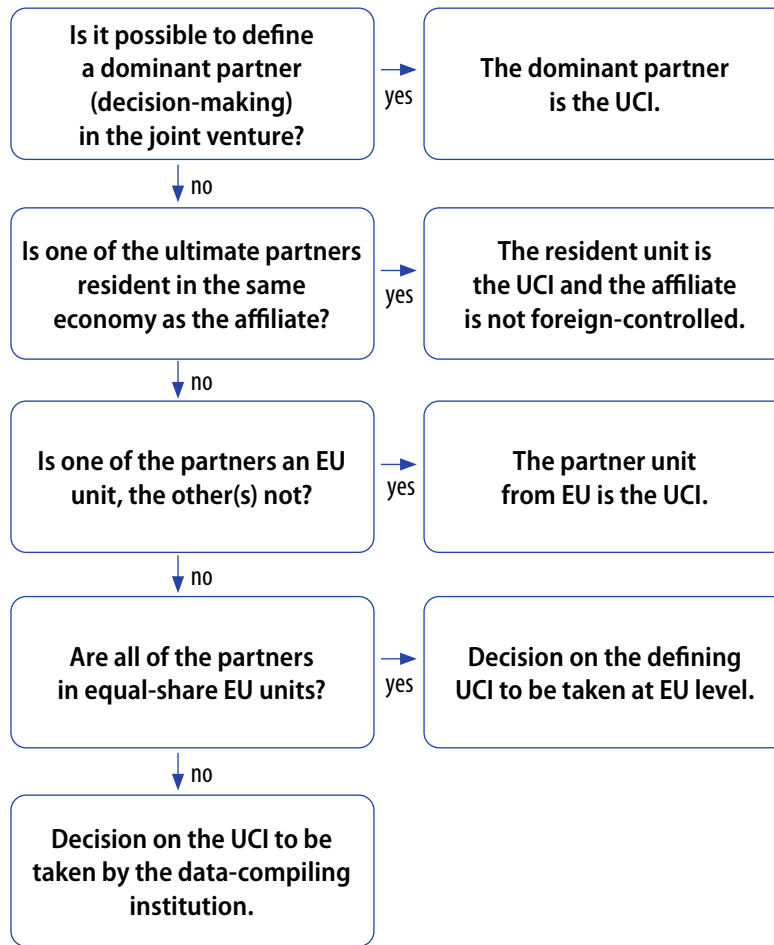 Is it possible to define
a dominant partner
(decision-making)
in the joint venture?
yes
The dominant partner
is the UCI.
no
Is one of the ultimate partners
resident in the same
economy as the affiliate?
yes
The resident unit is
the UCI and the affiliate
is not foreign-controlled.
no
Is one of the partners an EU
unit, the other(s) not?
yes
The partner unit
from EU is the UCI.
no
Are all of the partners
in equal-share EU units?
yes
Decision on the defining
UCI to be taken at EU level.
no
Decision on the UCI to be
taken by the data-compiling
institution.